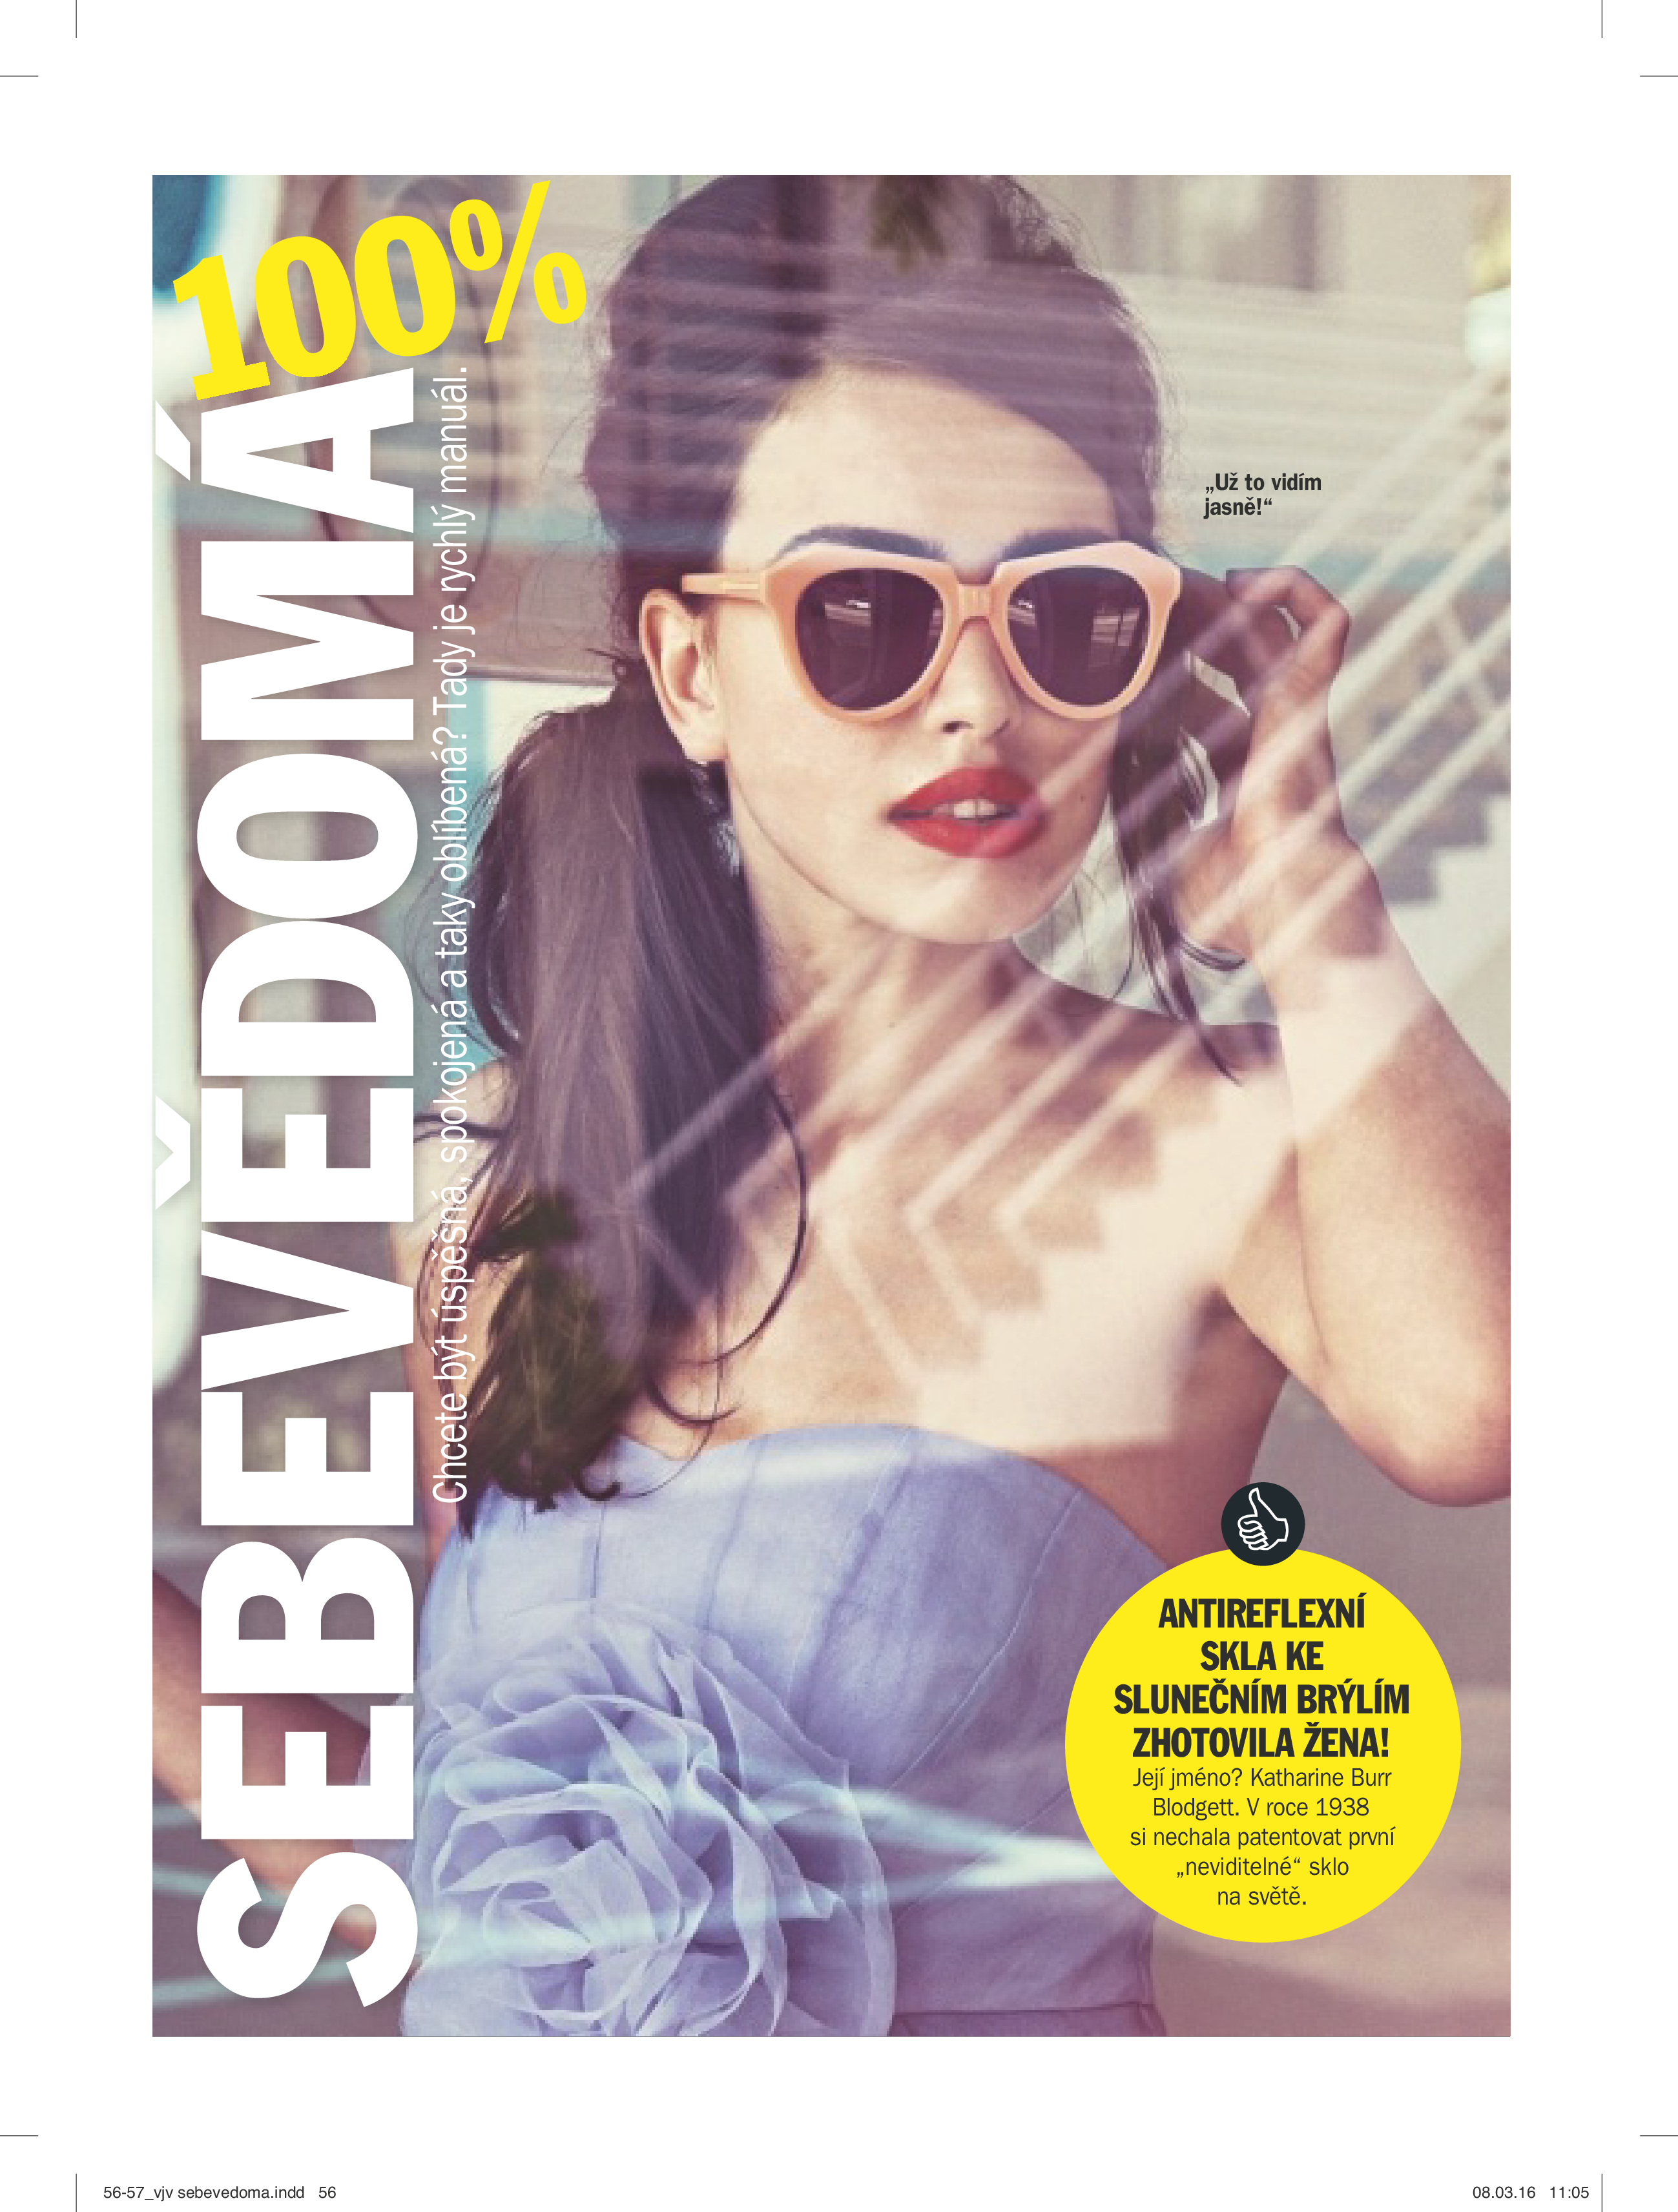 100%
SEBEVĚDOMÁ
Chcete být úspěšná, spokojená a taky oblíbená? Tady je rychlý manuál.
„Už to vidím
jasně!“
ANTIREFLEXNÍ
SKLA KE
SLUNEČNÍM BRÝLÍM
ZHOTOVILA ŽENA!
Její jméno? Katharine Burr
Blodgett. V roce 1938
si nechala patentovat první
„neviditelné“ sklo
na světě.
56-57_vjv sebevedoma.indd 56
08.03.16 11:05